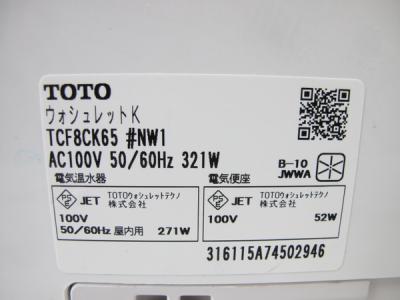 TOTO
ウォシュレットK
TCF8CK65 #NW1
AC100V 50/60Hz 321W
B-10
JWWA
電気温水器
電気便座
PSE JET TOTOウォシュレットテクノ株式会社
100V
50/60Hz 屋内用 271W
PSE JET TOTOウォシュレットテクノ株式会社
100V 52W
316115A74502946